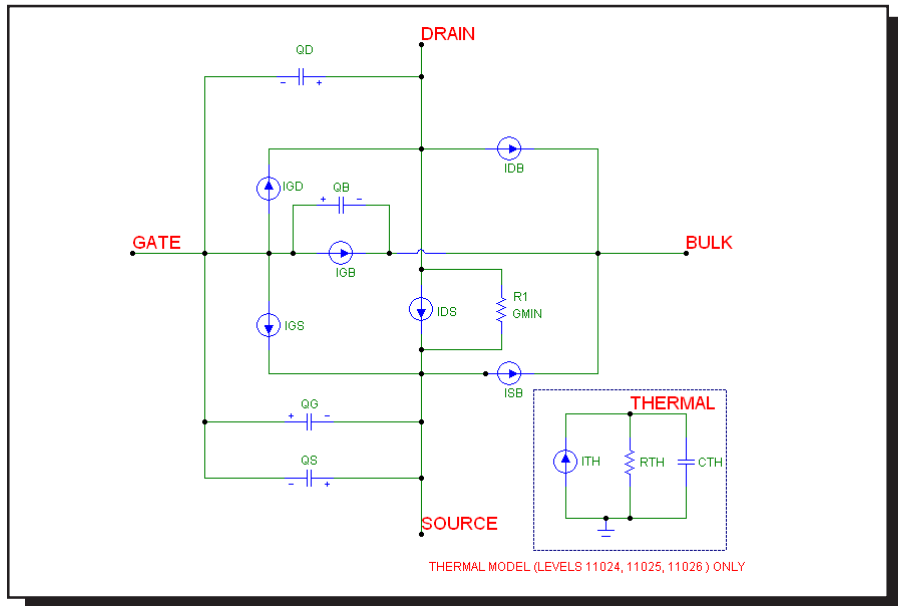 DRAIN
QD
- +
IDB
IGD
QB
+ -
GATE
BULK
IGB
R1
GMIN
IDS
IGS
ISB
QG
+ -
THERMAL
QS
- +
ITH
RTH
CTH
SOURCE
THERMAL MODEL (LEVELS 11024, 11025, 11026 ) ONLY